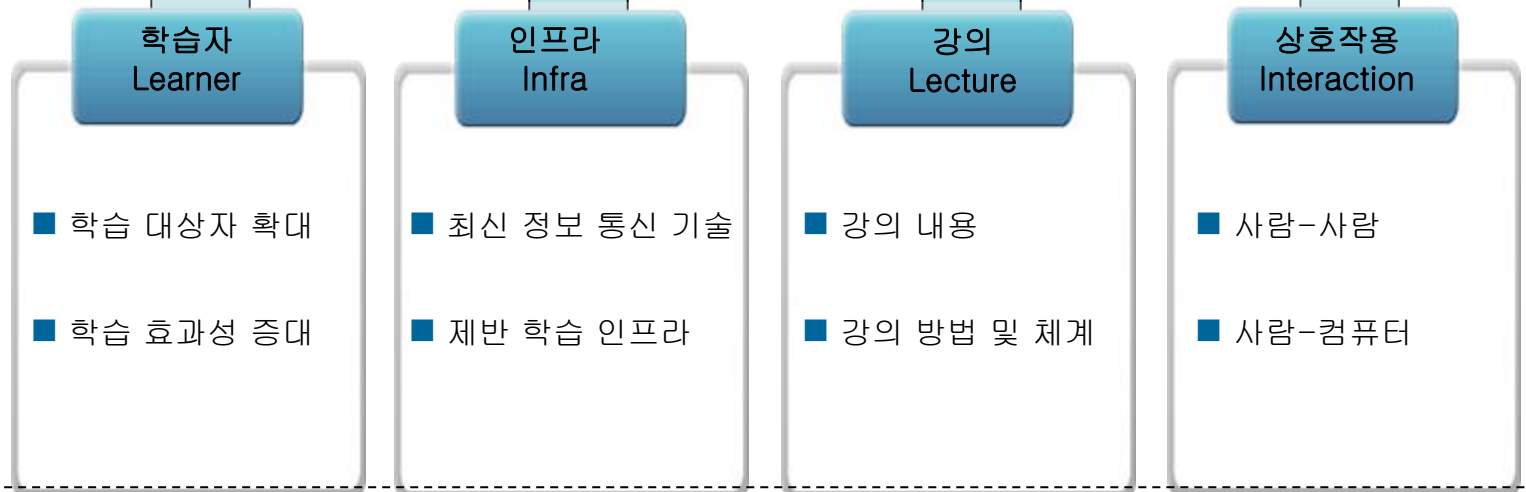 학습자
Learner
■ 학습 대상자 확대
■ 학습 효과성 증대
인프라
Infra
■ 최신 정보 통신 기술
■ 제반 학습 인프라
강의
Lecture
■ 강의 내용
■ 강의 방법 및 체계
상호작용
Interaction
■ 사람-사람
■ 사람-컴퓨터